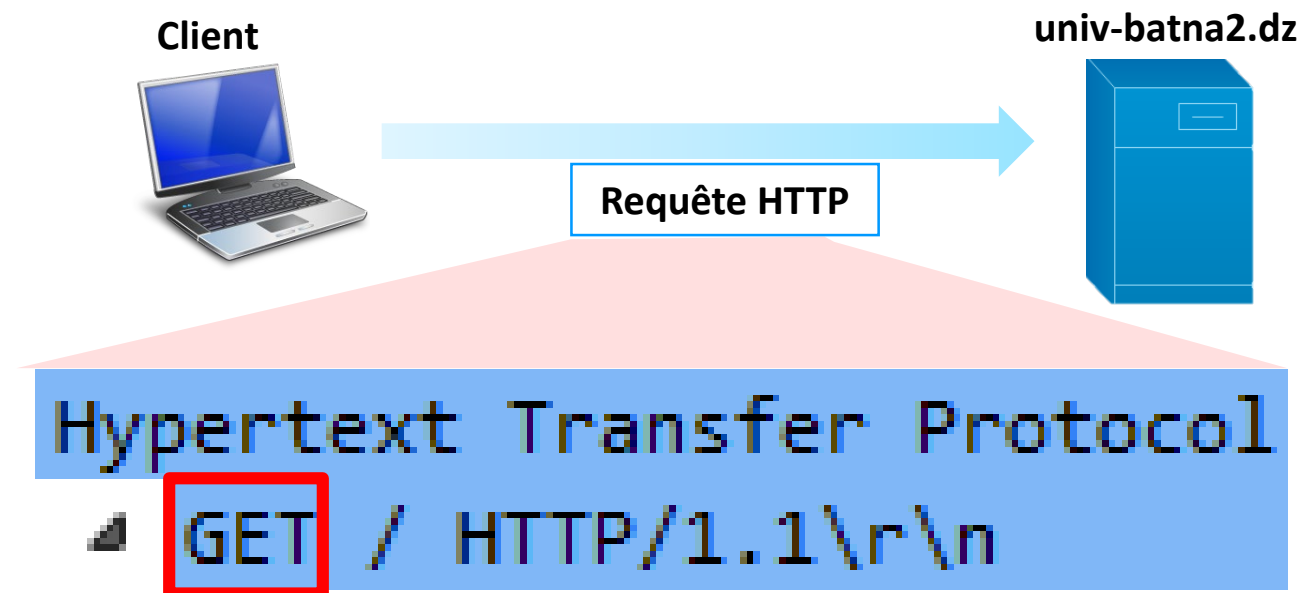 Client
univ-batna2.dz
Requête HTTP
Hypertext Transfer Protocol
GET / HTTP/1.1\r\n